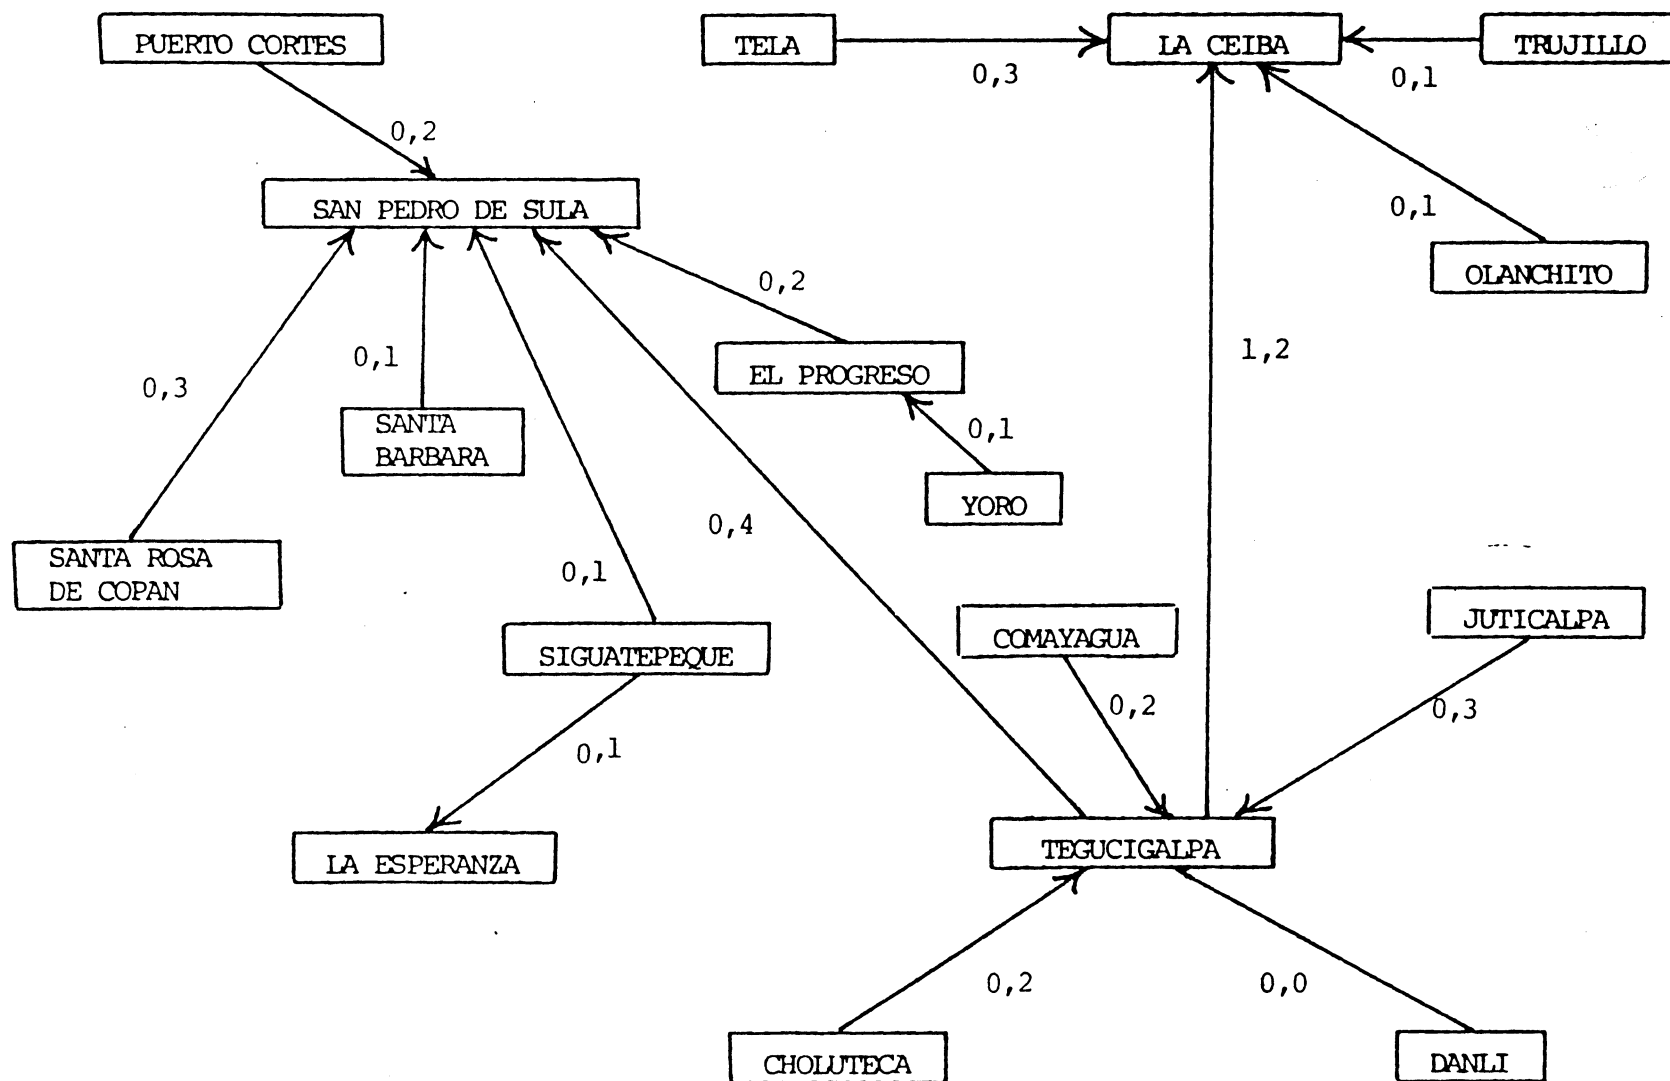 PUERTO CORTES
TELA
LA CEIBA
TRUJILLO
0,3
0,1
0,2
SAN PEDRO DE SULA
0,1
OLANCHITO
0,2
1,2
0,3
0,1
EL PROGRESO
SANTA
BARBARA
0,1
YORO
0,4
SANTA ROSA
DE COPAN
0,1
SIGUATEPEQUE
COMAYAGUA
JUTICALPA
0,2
0,3
0,1
LA ESPERANZA
TEGUCIGALPA
0,2
0,0
CHOLUTECA
DANLI